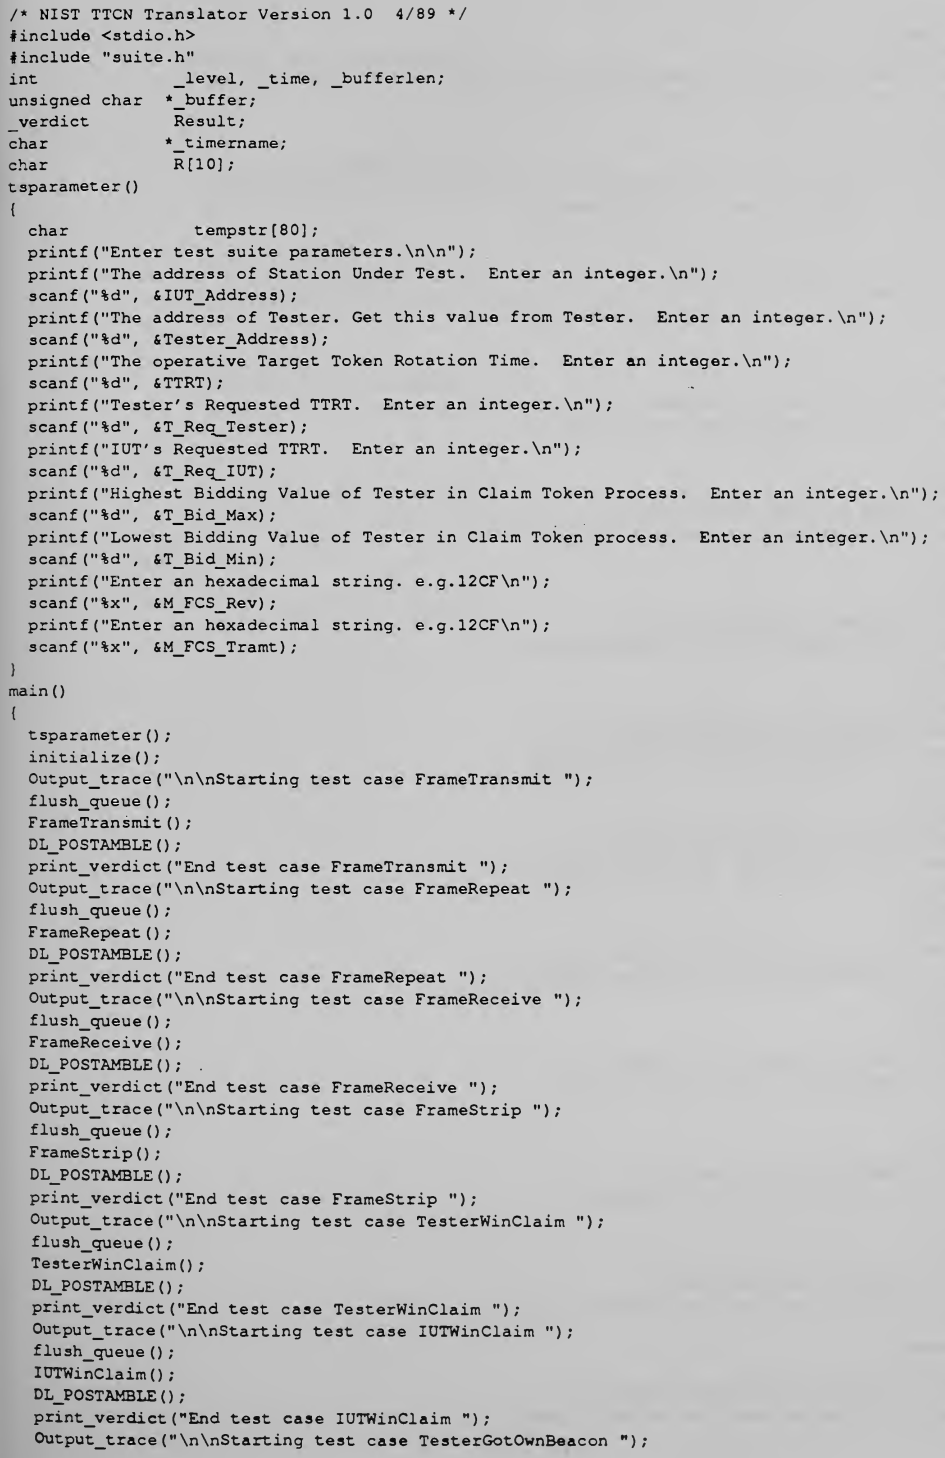 /* NIST TTCN Translator Version 1.0  4/89 */
#include <stdio.h>
#include "suite.h"
int             _level, _time, _bufferlen;
unsigned char  *_buffer;
_verdict        Result;
char           *_timername;
char            R[10];
tsparameter()
{
  char             tempstr[80];
  printf("Enter test suite parameters.\n\n");
  printf("The address of Station Under Test.  Enter an integer.\n");
  scanf("%d", &IUT_Address);
  printf("The address of Tester. Get this value from Tester.  Enter an integer.\n");
  scanf("%d", &Tester_Address);
  printf("The operative Target Token Rotation Time.  Enter an integer.\n");
  scanf("%d", &TTRT);
  printf("Tester's Requested TTRT.  Enter an integer.\n");
  scanf("%d", &T_Req_Tester);
  printf("IUT's Requested TTRT.  Enter an integer.\n");
  scanf("%d", &T_Req_IUT);
  printf("Highest Bidding Value of Tester in Claim Token Process.  Enter an integer.\n");
  scanf("%d", &T_Bid_Max);
  printf("Lowest Bidding Value of Tester in Claim Token process.  Enter an integer.\n");
  scanf("%d", &T_Bid_Min);
  printf("Enter an hexadecimal string. e.g.12CF\n");
  scanf("%x", &M_FCS_Rev);
  printf("Enter an hexadecimal string. e.g.12CF\n");
  scanf("%x", &M_FCS_Tramt);
}
main()
{
  tsparameter();
  initialize();
  Output_trace("\n\nStarting test case FrameTransmit ");
  flush_queue();
  FrameTransmit();
  DL_POSTAMBLE();
  print_verdict("End test case FrameTransmit ");
  Output_trace("\n\nStarting test case FrameRepeat ");
  flush_queue();
  FrameRepeat();
  DL_POSTAMBLE();
  print_verdict("End test case FrameRepeat ");
  Output_trace("\n\nStarting test case FrameReceive ");
  flush_queue();
  FrameReceive();
  DL_POSTAMBLE();
  print_verdict("End test case FrameReceive ");
  Output_trace("\n\nStarting test case FrameStrip ");
  flush_queue();
  FrameStrip();
  DL_POSTAMBLE();
  print_verdict("End test case FrameStrip ");
  Output_trace("\n\nStarting test case TesterWinClaim ");
  flush_queue();
  TesterWinClaim();
  DL_POSTAMBLE();
  print_verdict("End test case TesterWinClaim ");
  Output_trace("\n\nStarting test case IUTWinClaim ");
  flush_queue();
  IUTWinClaim();
  DL_POSTAMBLE();
  print_verdict("End test case IUTWinClaim ");
  Output_trace("\n\nStarting test case TesterGotOwnBeacon ");